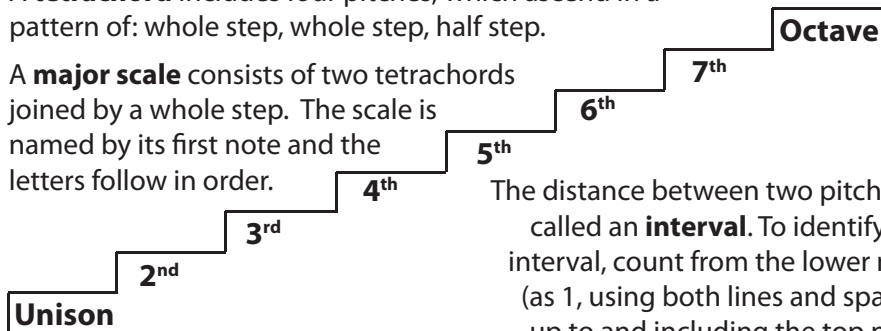 pattern of: whole step, whole step, half step.
A major scale consists of two tetrachords
joined by a whole step. The scale is
named by its first note and the
letters follow in order.
Octave
7th
6th
5th
4th
3rd
2nd
Unison
The distance between two
called an interval. To identify
interval, count from the lower
(as 1, using both lines and
up to and including the top